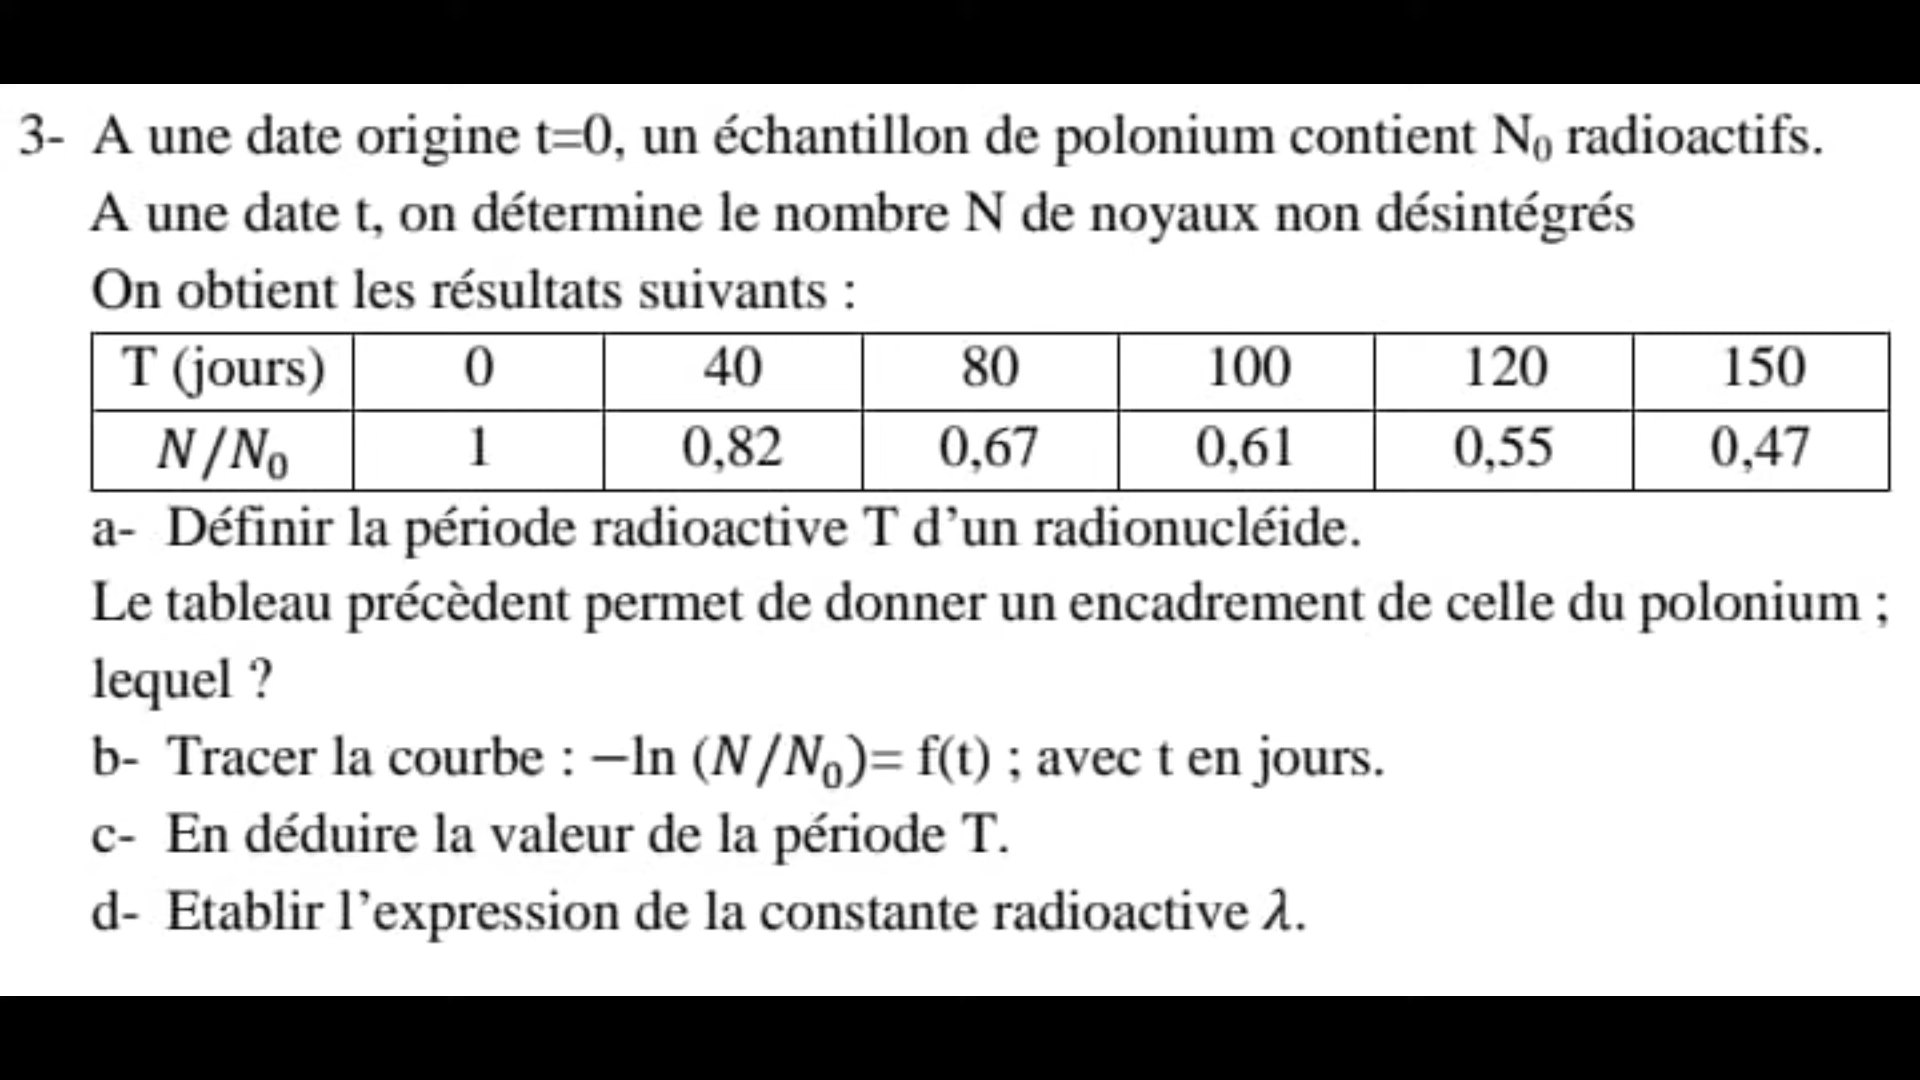 3- A une date origine t=0, un échantillon de polonium contient N₀ radioactifs.
A une date t, on détermine le nombre N de noyaux non désintégrés
On obtient les résultats suivants :
T (jours) 0 40 80 100 120 150
N/N₀ 1 0,82 0,67 0,61 0,55 0,47
a- Définir la période radioactive T d’un radionucléide.
Le tableau précèdent permet de donner un encadrement de celle du polonium ;
lequel ?
b- Tracer la courbe : −ln (N/N₀)= f(t) ; avec t en jours.
c- En déduire la valeur de la période T.
d- Etablir l’expression de la constante radioactive λ.